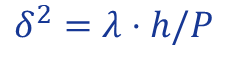 δ² = λ · h/P